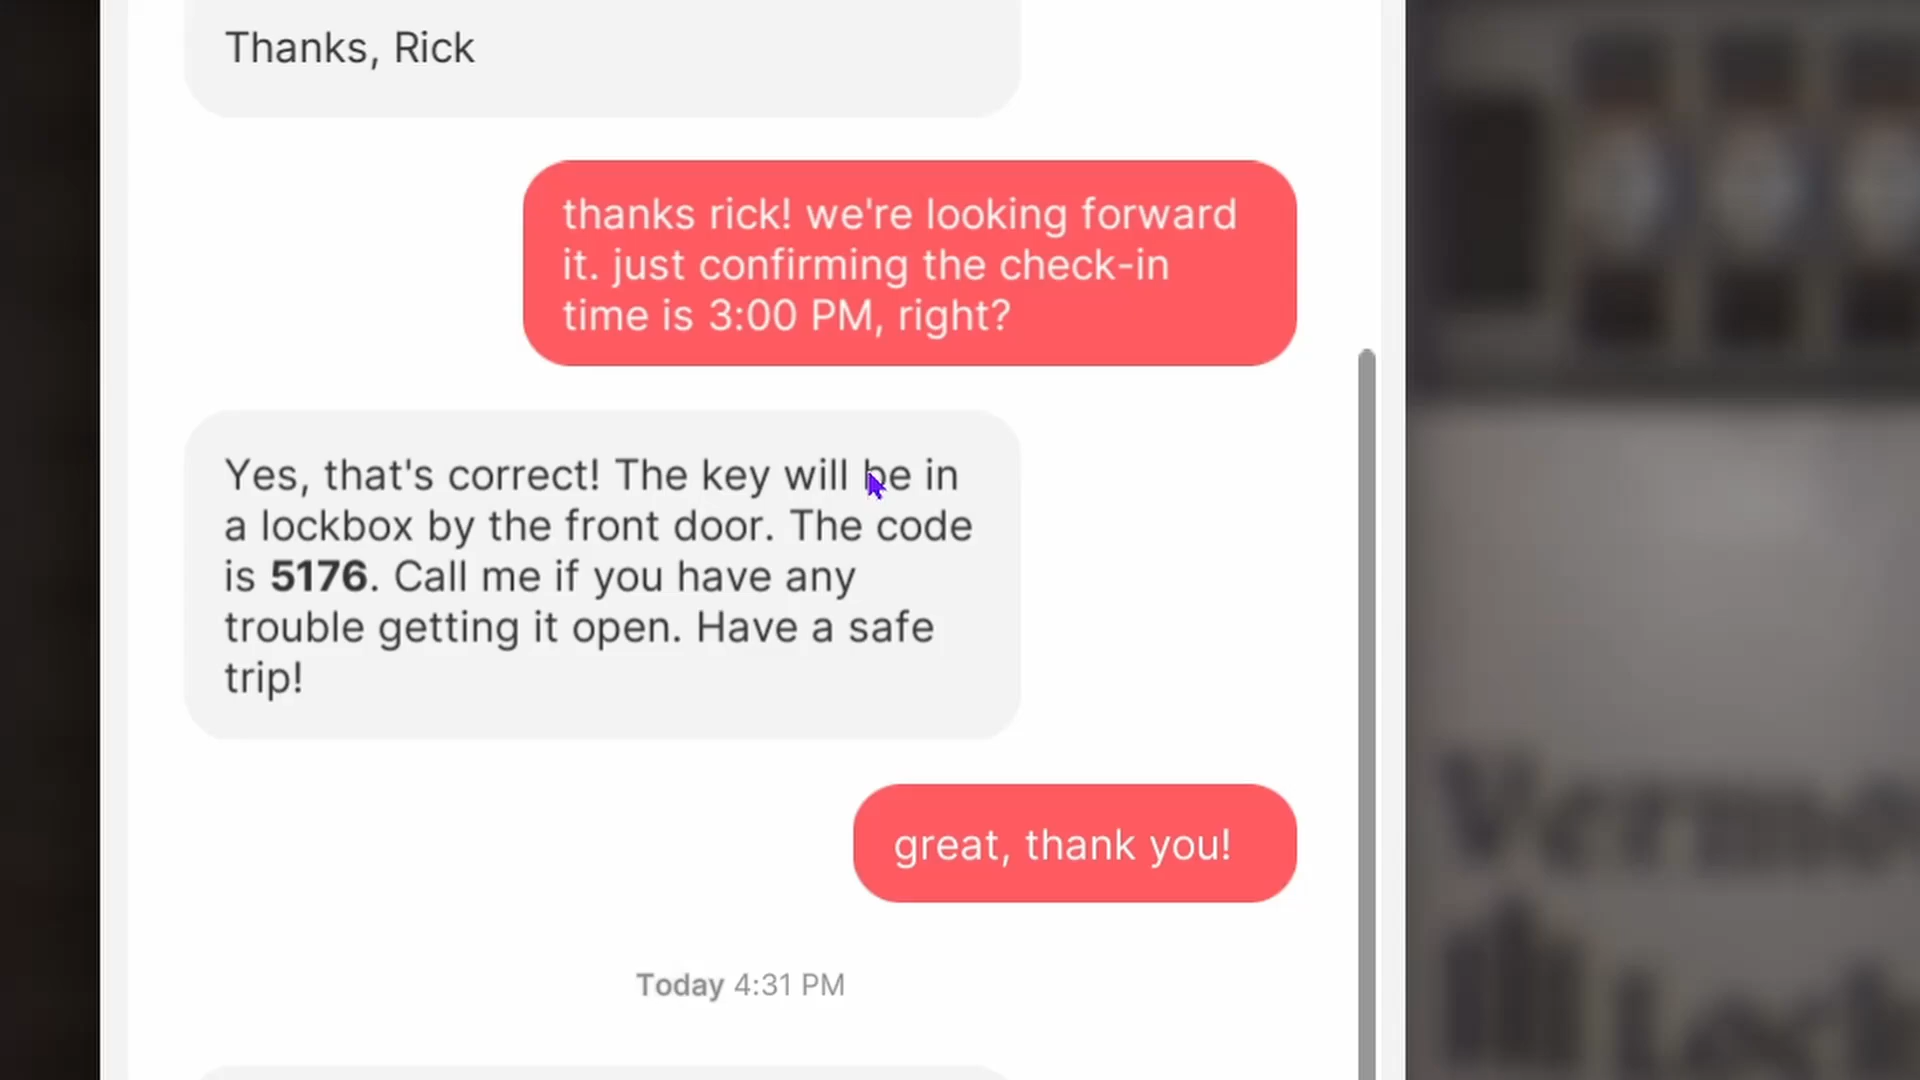 Thanks, Rick
thanks rick! we're looking forward
it. just confirming the check-in
time is 3:00 PM, right?
Yes, that's correct! The key will be in
a lockbox by the front door. The code
is 5176. Call me if you have any
trouble getting it open. Have a safe
trip!
great, thank you!
Today 4:31 PM